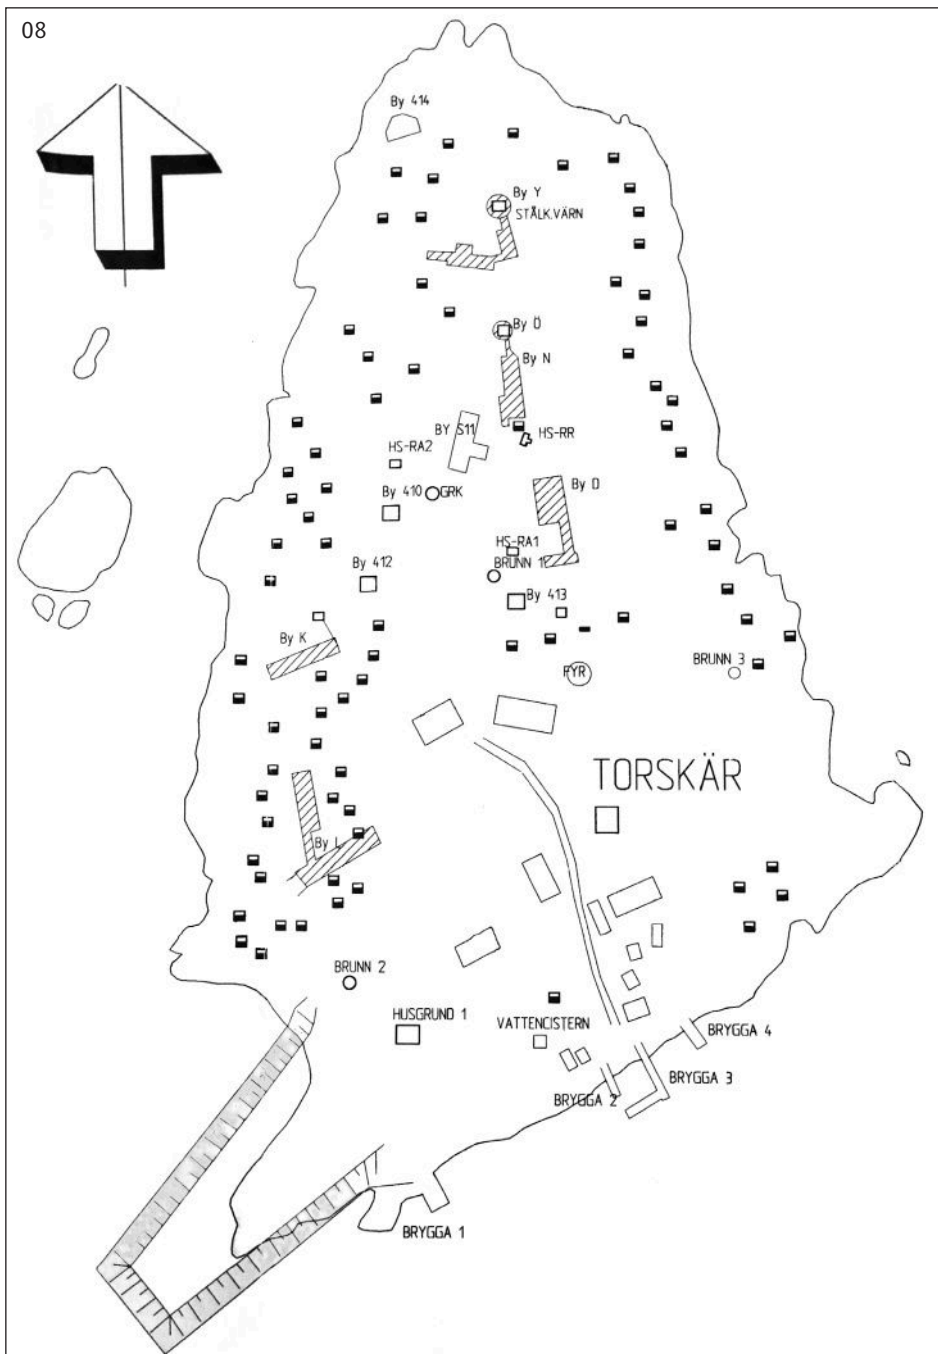 08
By 414
By Y
STÅLK.VÄRN
By Ö
By N
BY S11
HS-RR
HS-RA2
By 410
GRK
By D
HS-RA1
BRUNN 1
By 412
By 413
By K
FYR
BRUNN 3
TORSKÄR
By L
BRUNN 2
HUSGRUND 1
VATTENCISTERN
BRYGGA 4
BRYGGA 3
BRYGGA 2
BRYGGA 1